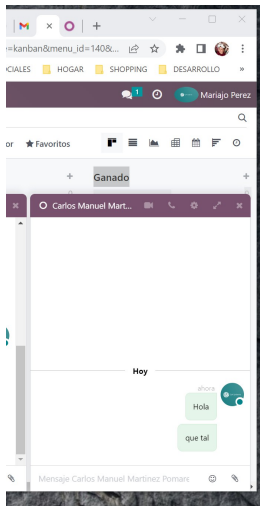 =kanban&menu_id=140&...
OCIALES HOGAR SHOPPING DESARROLLO »
1 Mariajo Perez
or Favoritos
Ganado
Carlos Manuel Mart...
Hoy
ahora
Hola
que tal
Mensaje Carlos Manuel Martinez Pomani